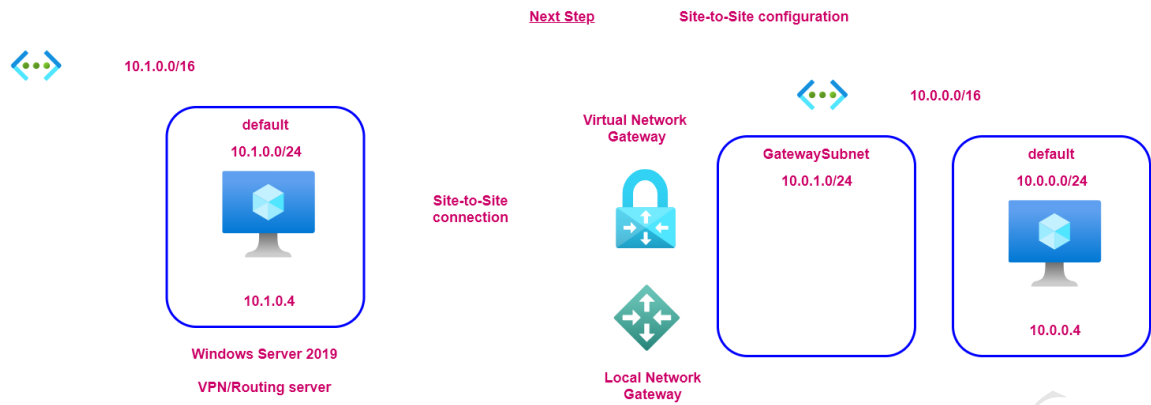 Next Step
Site-to-Site configuration
10.1.0.0/16
10.0.0.0/16
default
10.1.0.0/24
10.1.0.4
Windows Server 2019
VPN/Routing server
Site-to-Site
connection
Virtual Network
Gateway
Local Network
Gateway
GatewaySubnet
10.0.1.0/24
default
10.0.0.0/24
10.0.0.4